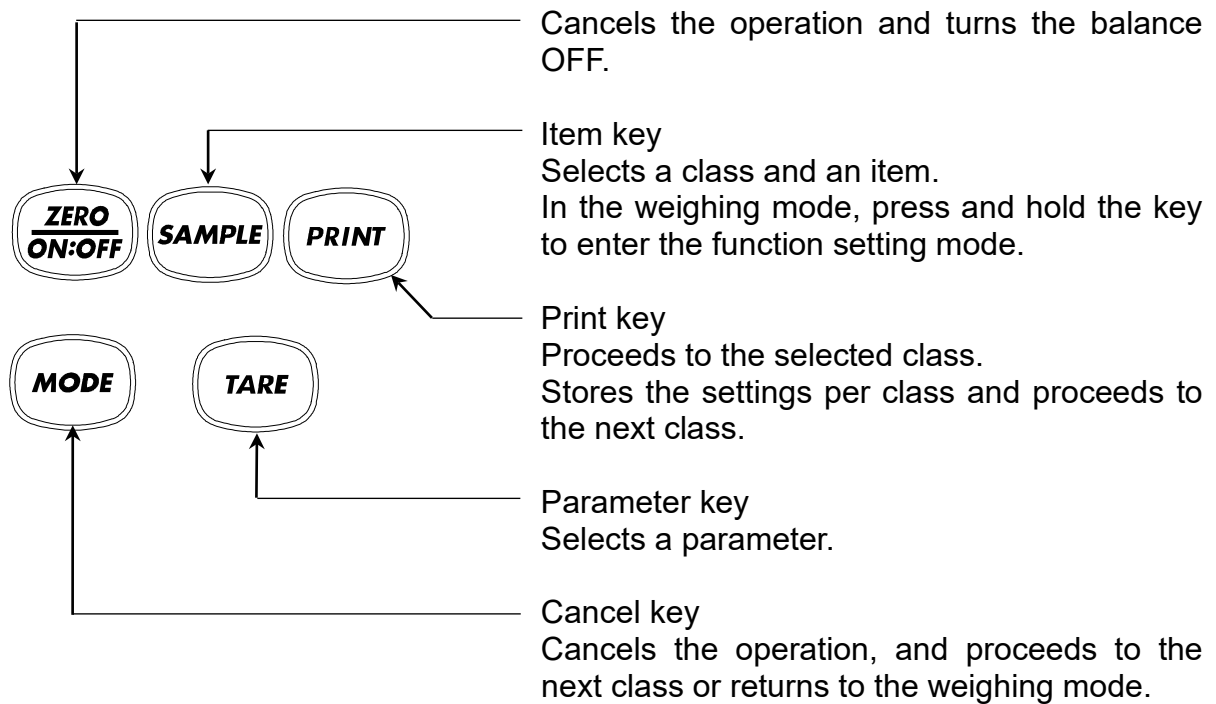 Cancels the operation and turns the balance
OFF.
Item key
Selects a class and an item.
In the weighing mode, press and hold the key
to enter the function setting mode.
ZERO
ON:OFF
SAMPLE
PRINT
Print key
Proceeds to the selected class.
Stores the settings per class and proceeds to
the next class.
MODE
TARE
Parameter key
Selects a parameter.
Cancel key
Cancels the operation, and proceeds to the
next class or returns to the weighing mode.